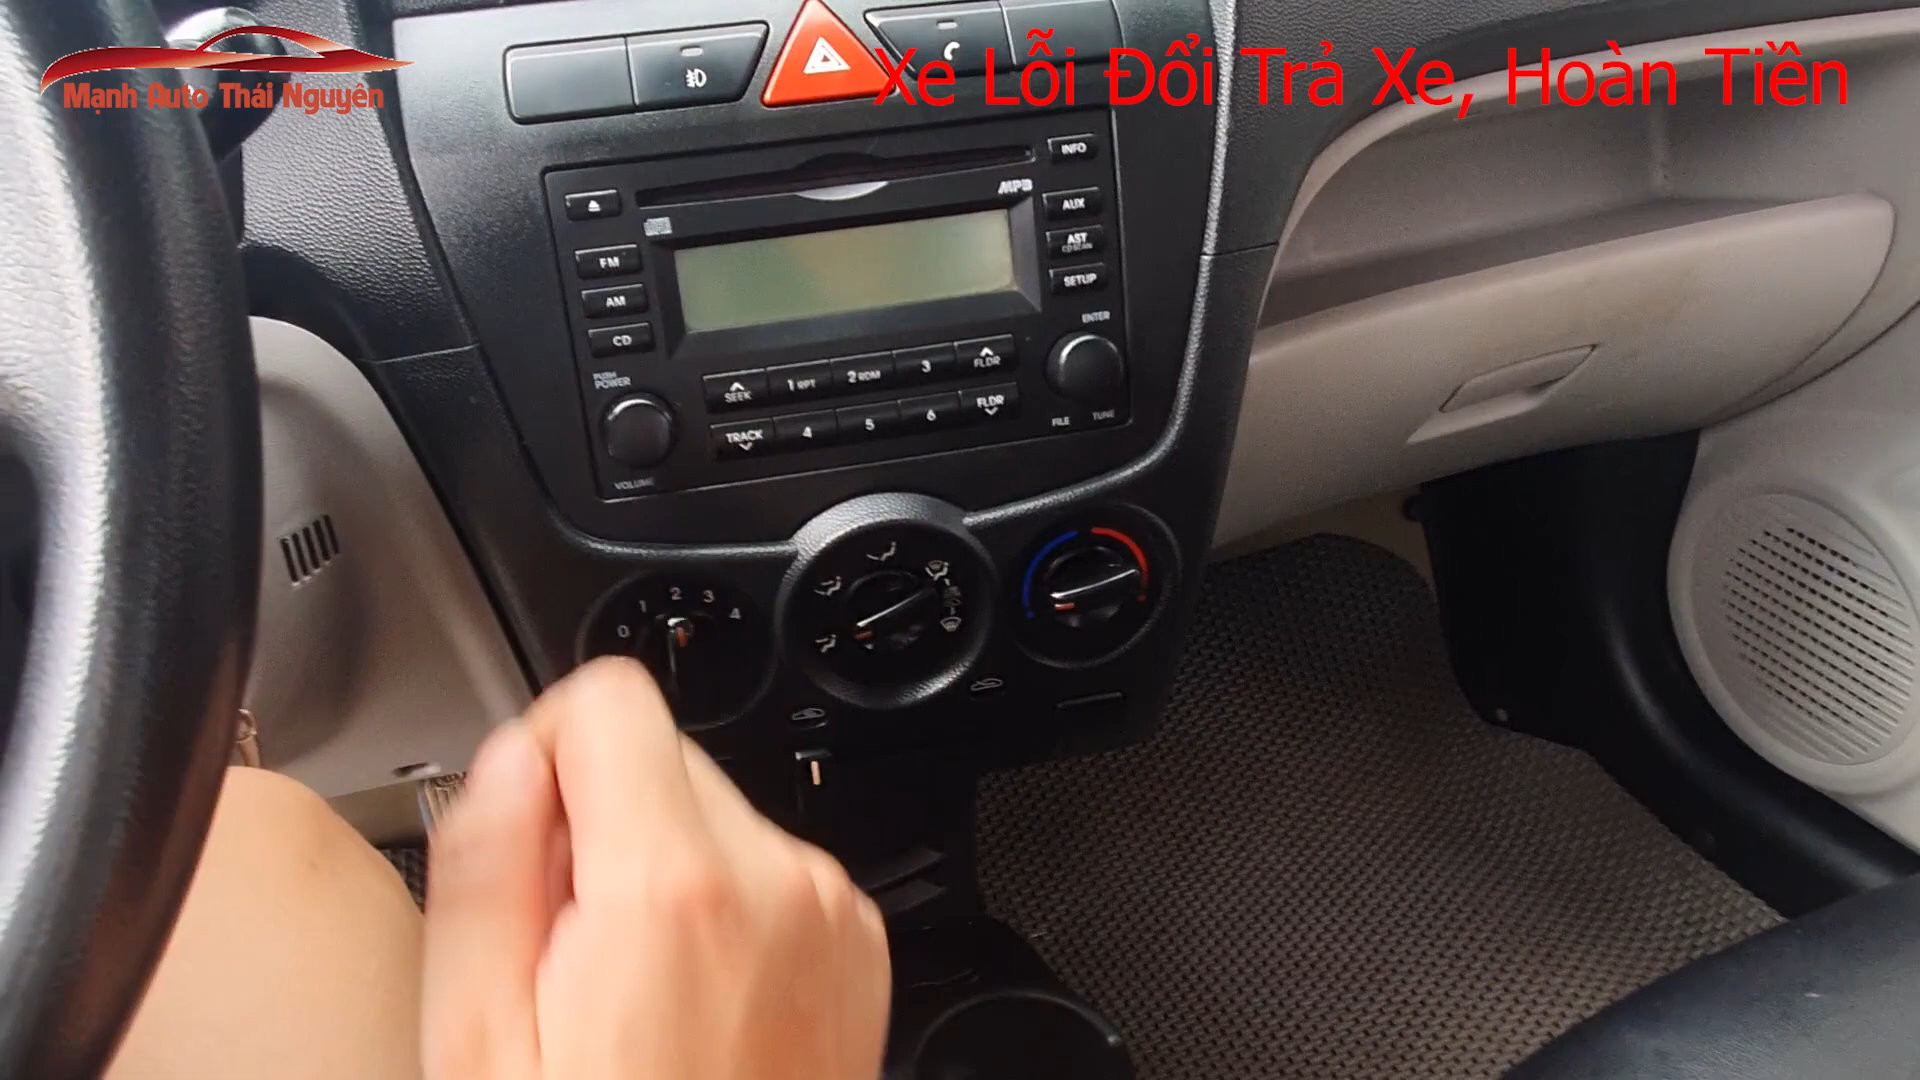 Xe Lỗi Đổi Trả Xe, Hoàn Tiền
Mạnh Auto Thái Nguyên
INFO
MP3
AUX
AST
CD SCAN
FM
AM
SETUP
CD
ENTER
PUSH
POWER
SEEK
1 RPT
2 RDM
3
FLDR
TRACK
4
5
6
FLDR
FILE
TUNE
VOLUME
0
1
2
3
4